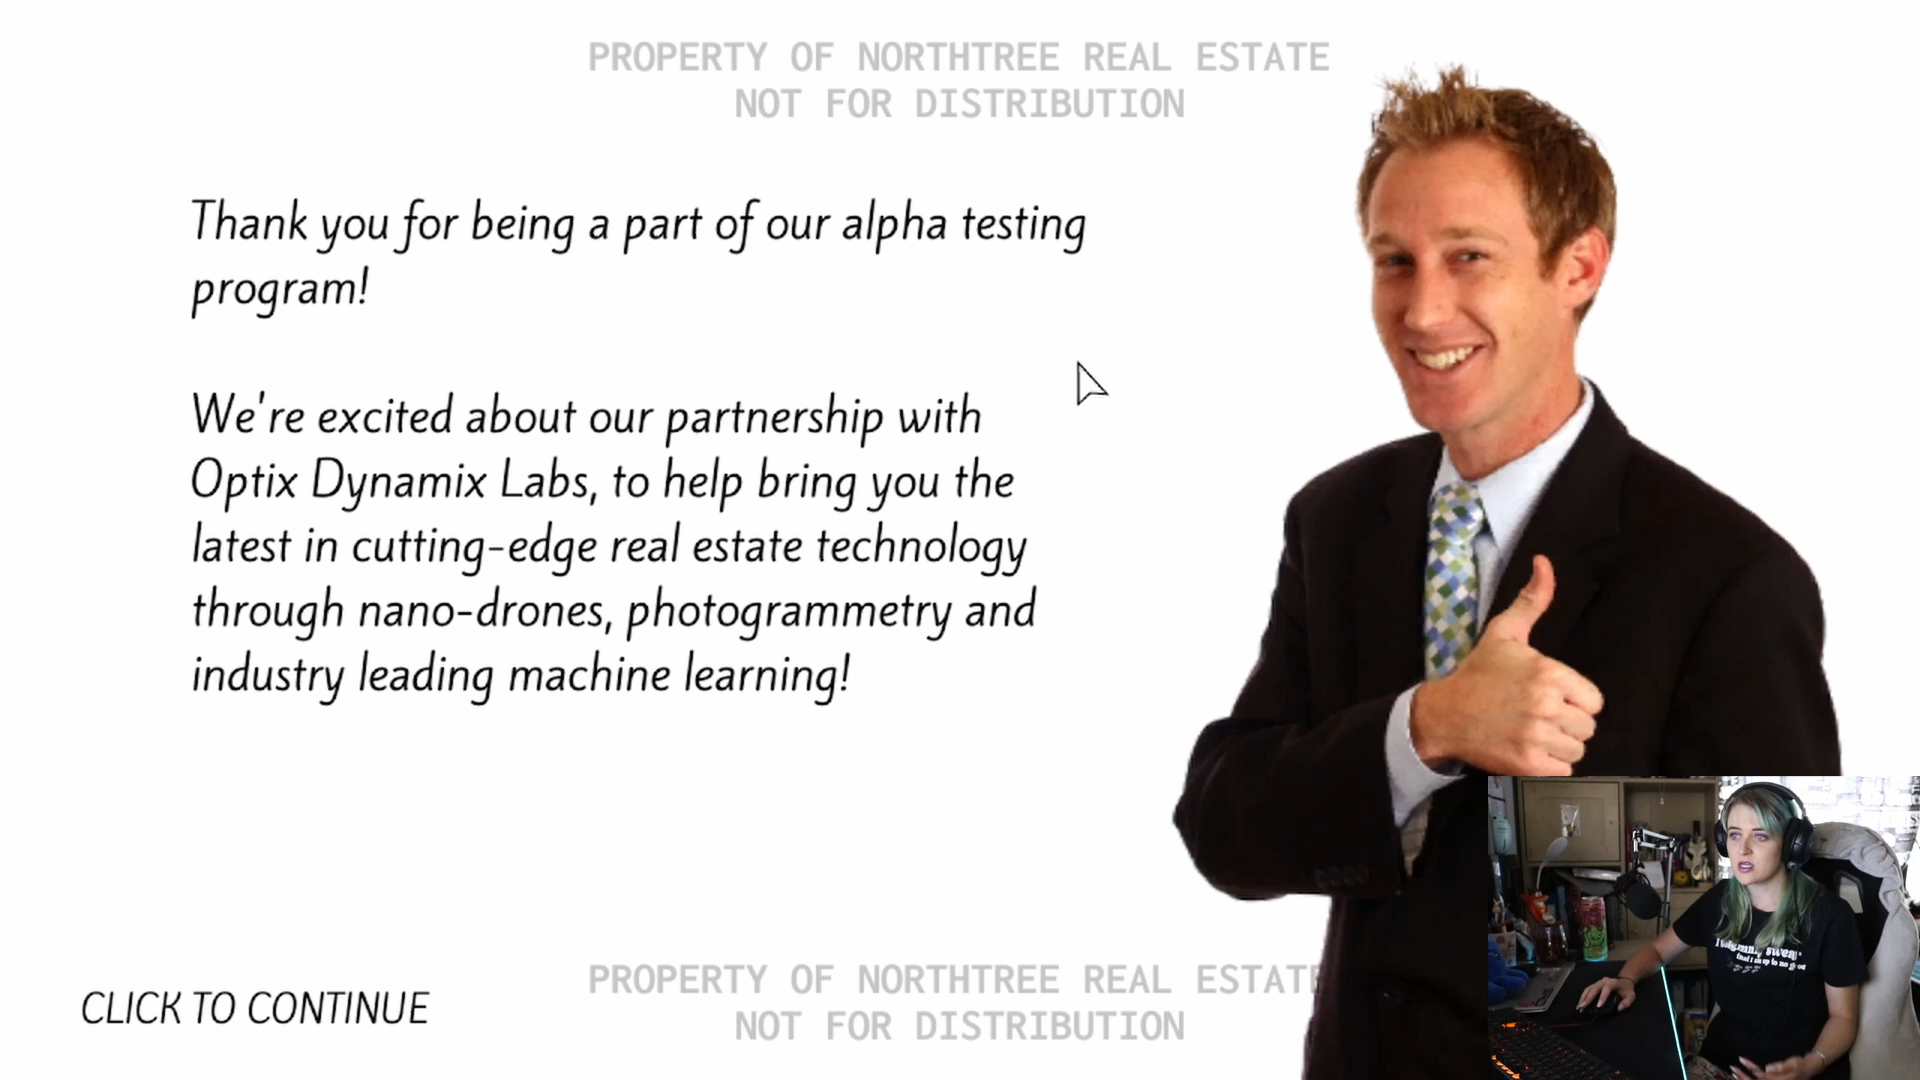 PROPERTY OF NORTHTREE REAL ESTATE
NOT FOR DISTRIBUTION
Thank you for being a part of our alpha testing
program!
We're excited about our partnership with
Optix Dynamix Labs, to help bring you the
latest in cutting-edge real estate technology
through nano-drones, photogrammetry and
industry leading machine learning!
CLICK TO CONTINUE
PROPERTY OF NORTHTREE REAL ESTATE
NOT FOR DISTRIBUTION